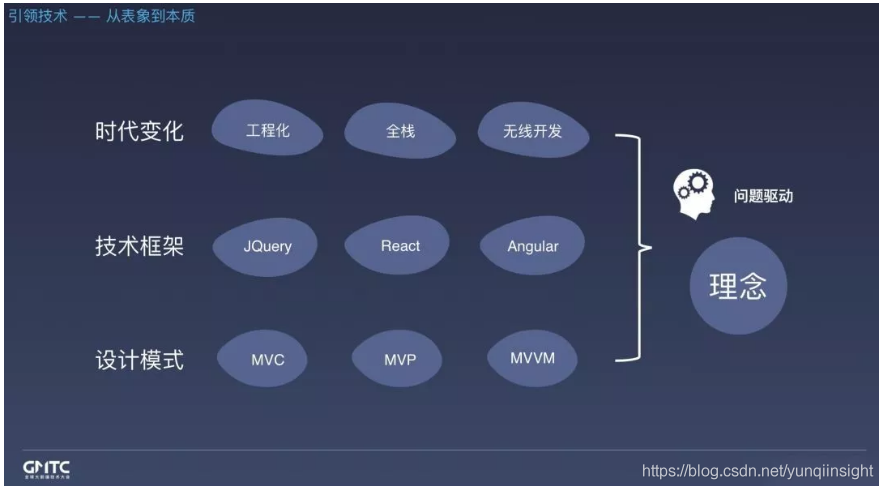 引领技术 —— 从表象到本质
时代变化 工程化 全栈 无线开发
问题驱动
技术框架 JQuery React Angular
理念
设计模式 MVC MVP MVVM
GMTC
https://blog.csdn.net/yunqiinsight